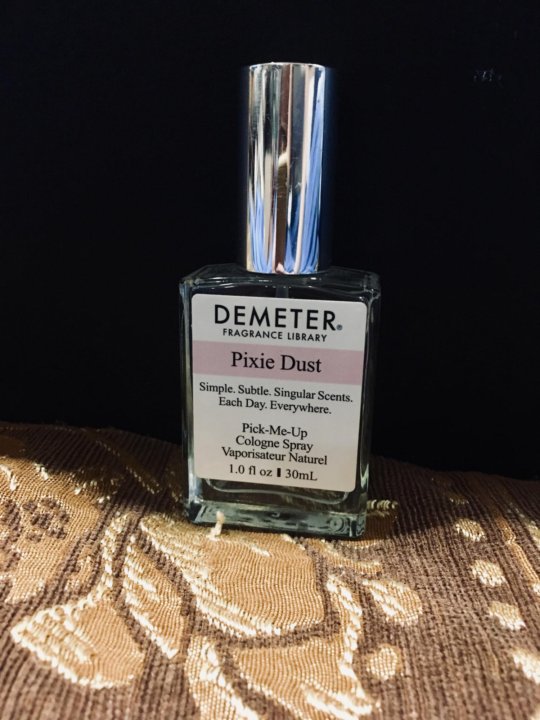 DEMETER®
FRAGRANCE LIBRARY
Pixie Dust
Simple. Subtle. Singular Scents.
Each Day. Everywhere.
Pick-Me-Up
Cologne Spray
Vaporisateur Naturel
1.0 fl oz ▮ 30mL